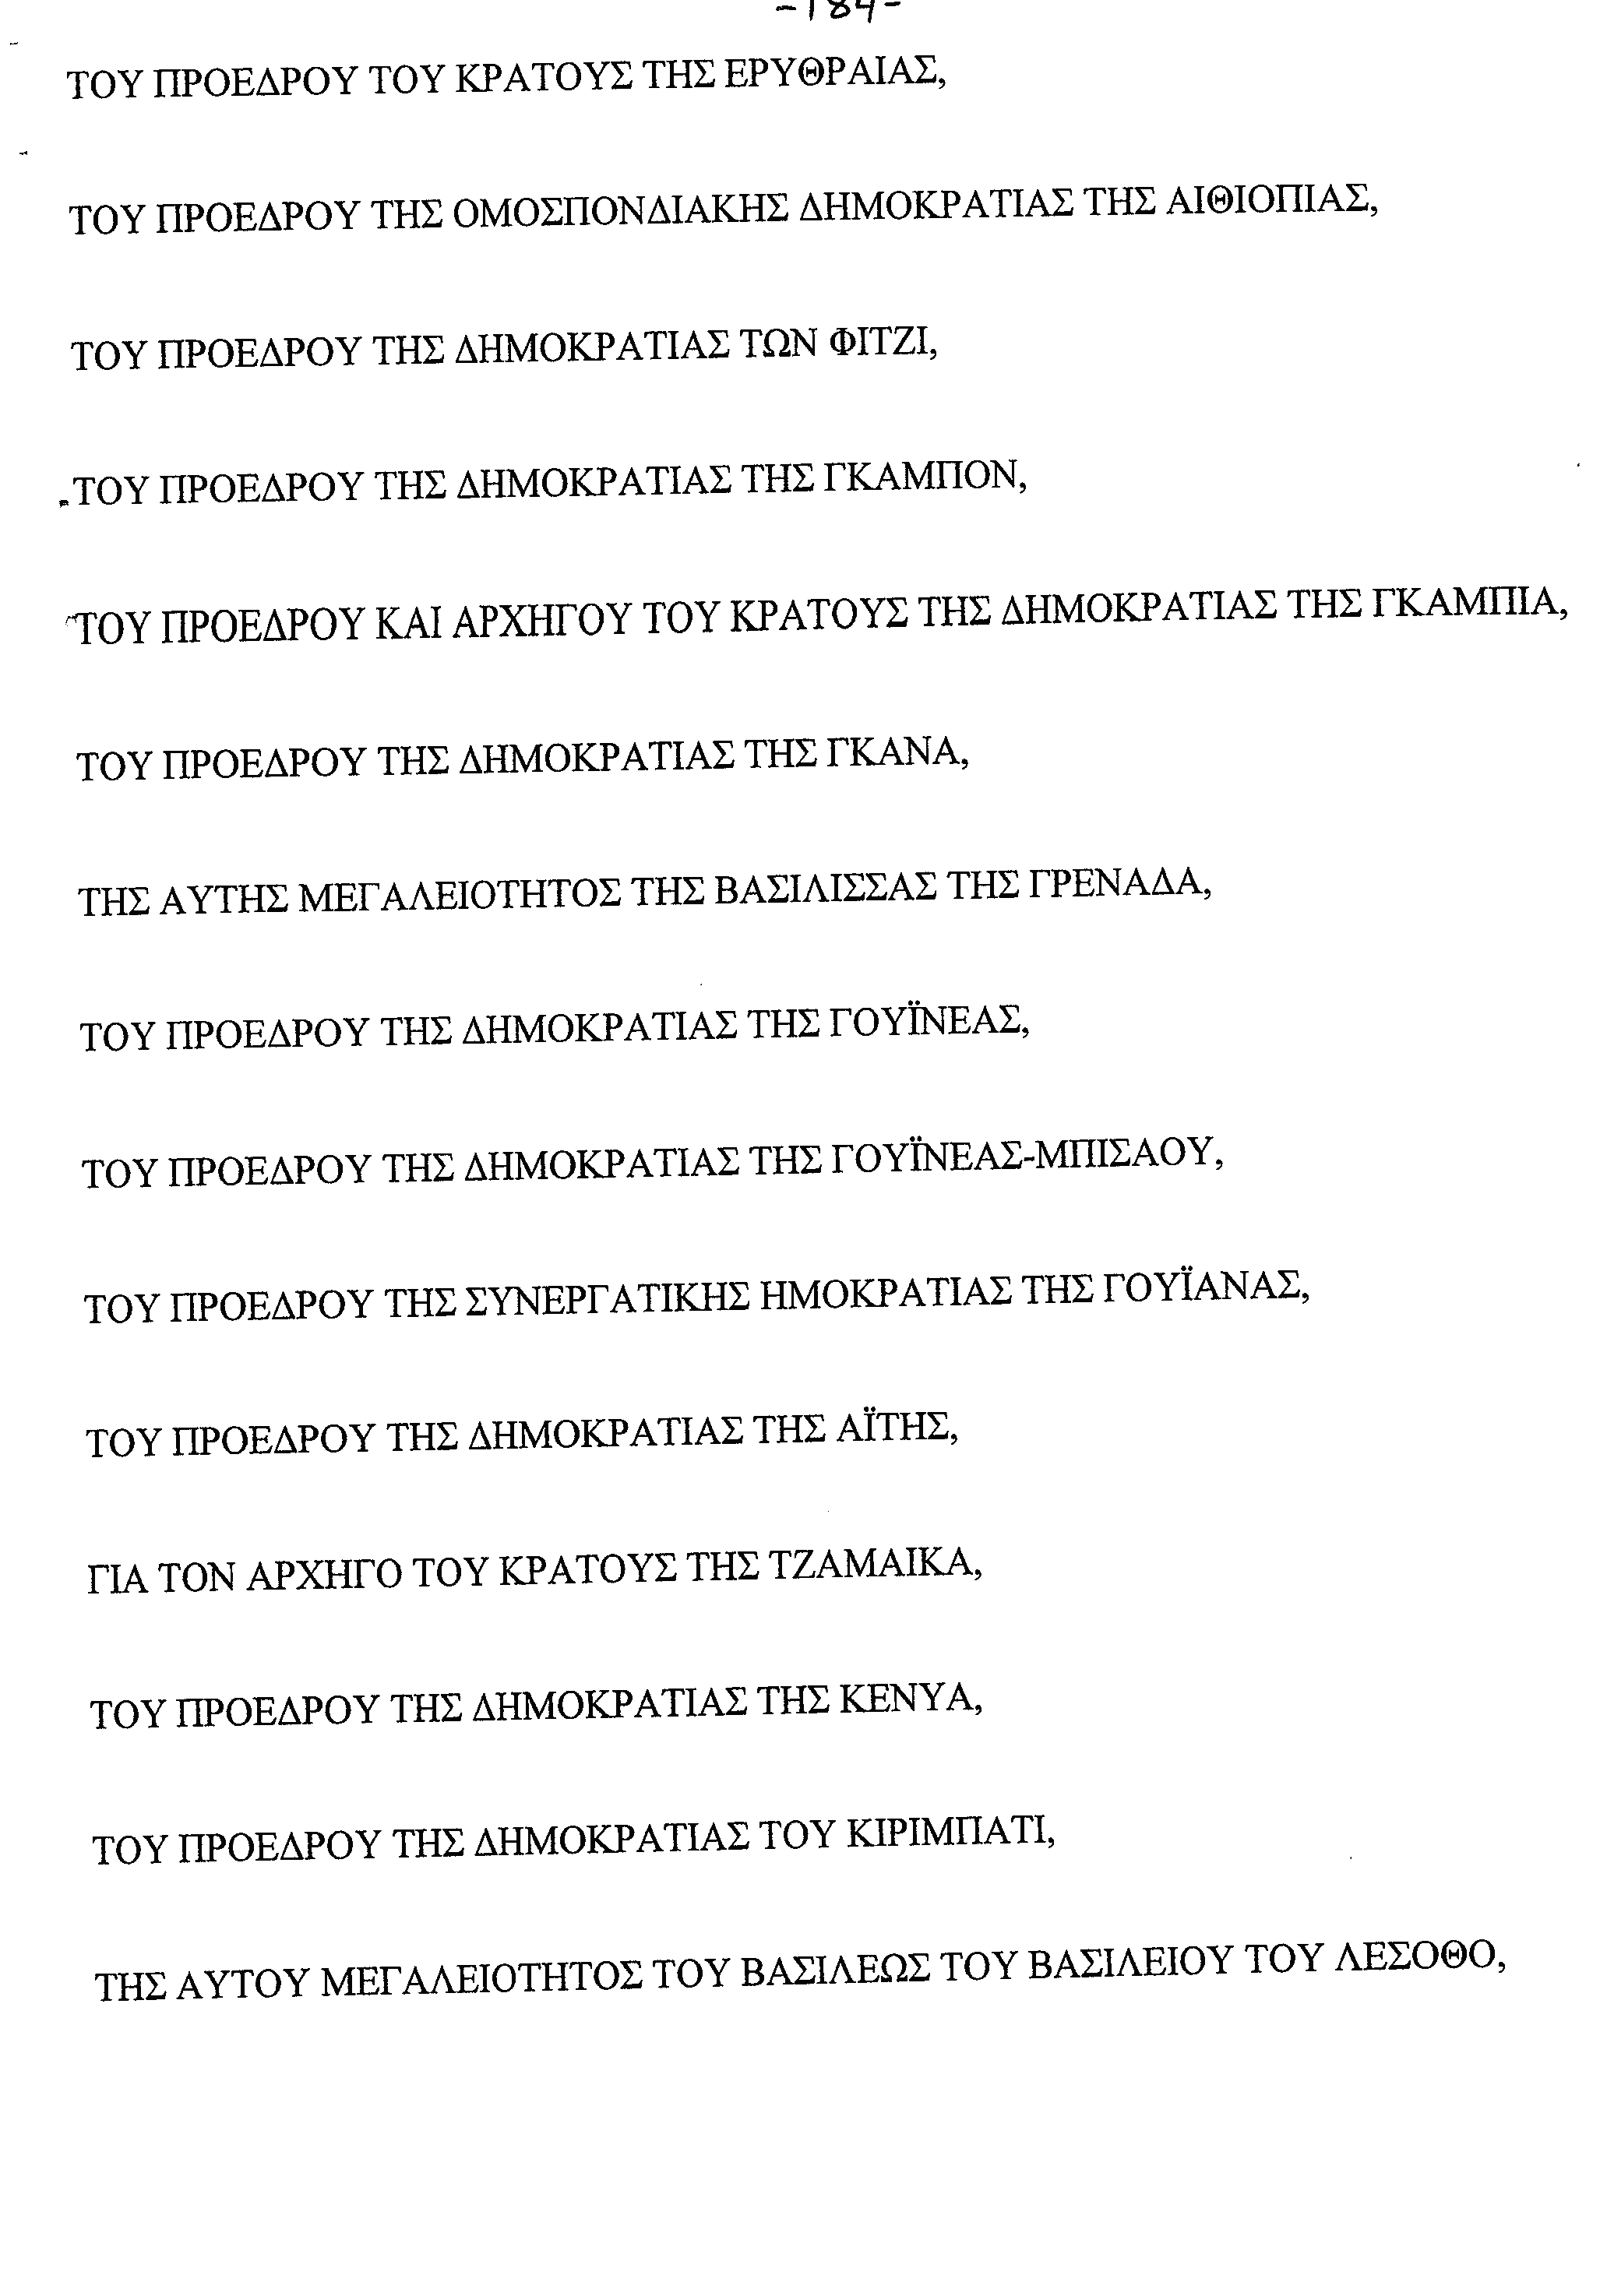 -184-
ΤΟΥ ΠΡΟΕΔΡΟΥ ΤΟΥ ΚΡΑΤΟΥΣ ΤΗΣ ΕΡΥΘΡΑΙΑΣ,
ΤΟΥ ΠΡΟΕΔΡΟΥ ΤΗΣ ΟΜΟΣΠΟΝΔΙΑΚΗΣ ΔΗΜΟΚΡΑΤΙΑΣ ΤΗΣ ΑΙΘΙΟΠΙΑΣ,
ΤΟΥ ΠΡΟΕΔΡΟΥ ΤΗΣ ΔΗΜΟΚΡΑΤΙΑΣ ΤΩΝ ΦΙΤΖΙ,
ΤΟΥ ΠΡΟΕΔΡΟΥ ΤΗΣ ΔΗΜΟΚΡΑΤΙΑΣ ΤΗΣ ΓΚΑΜΠΟΝ,
ΤΟΥ ΠΡΟΕΔΡΟΥ ΚΑΙ ΑΡΧΗΓΟΥ ΤΟΥ ΚΡΑΤΟΥΣ ΤΗΣ ΔΗΜΟΚΡΑΤΙΑΣ ΤΗΣ ΓΚΑΜΠΙΑ,
ΤΟΥ ΠΡΟΕΔΡΟΥ ΤΗΣ ΔΗΜΟΚΡΑΤΙΑΣ ΤΗΣ ΓΚΑΝΑ,
ΤΗΣ ΑΥΤΗΣ ΜΕΓΑΛΕΙΟΤΗΤΟΣ ΤΗΣ ΒΑΣΙΛΙΣΣΑΣ ΤΗΣ ΓΡΕΝΑΔΑ,
ΤΟΥ ΠΡΟΕΔΡΟΥ ΤΗΣ ΔΗΜΟΚΡΑΤΙΑΣ ΤΗΣ ΓΟΥΪΝΕΑΣ,
ΤΟΥ ΠΡΟΕΔΡΟΥ ΤΗΣ ΔΗΜΟΚΡΑΤΙΑΣ ΤΗΣ ΓΟΥΪΝΕΑΣ-ΜΠΙΣΑΟΥ,
ΤΟΥ ΠΡΟΕΔΡΟΥ ΤΗΣ ΣΥΝΕΡΓΑΤΙΚΗΣ ΗΜΟΚΡΑΤΙΑΣ ΤΗΣ ΓΟΥΪΑΝΑΣ,
ΤΟΥ ΠΡΟΕΔΡΟΥ ΤΗΣ ΔΗΜΟΚΡΑΤΙΑΣ ΤΗΣ ΑΪΤΗΣ,
ΓΙΑ ΤΟΝ ΑΡΧΗΓΟ ΤΟΥ ΚΡΑΤΟΥΣ ΤΗΣ ΤΖΑΜΑΙΚΑ,
ΤΟΥ ΠΡΟΕΔΡΟΥ ΤΗΣ ΔΗΜΟΚΡΑΤΙΑΣ ΤΗΣ ΚΕΝΥΑ,
ΤΟΥ ΠΡΟΕΔΡΟΥ ΤΗΣ ΔΗΜΟΚΡΑΤΙΑΣ ΤΟΥ ΚΙΡΙΜΠΑΤΙ,
ΤΗΣ ΑΥΤΟΥ ΜΕΓΑΛΕΙΟΤΗΤΟΣ ΤΟΥ ΒΑΣΙΛΕΩΣ ΤΟΥ ΒΑΣΙΛΕΙΟΥ ΤΟΥ ΛΕΣΟΘΟ,